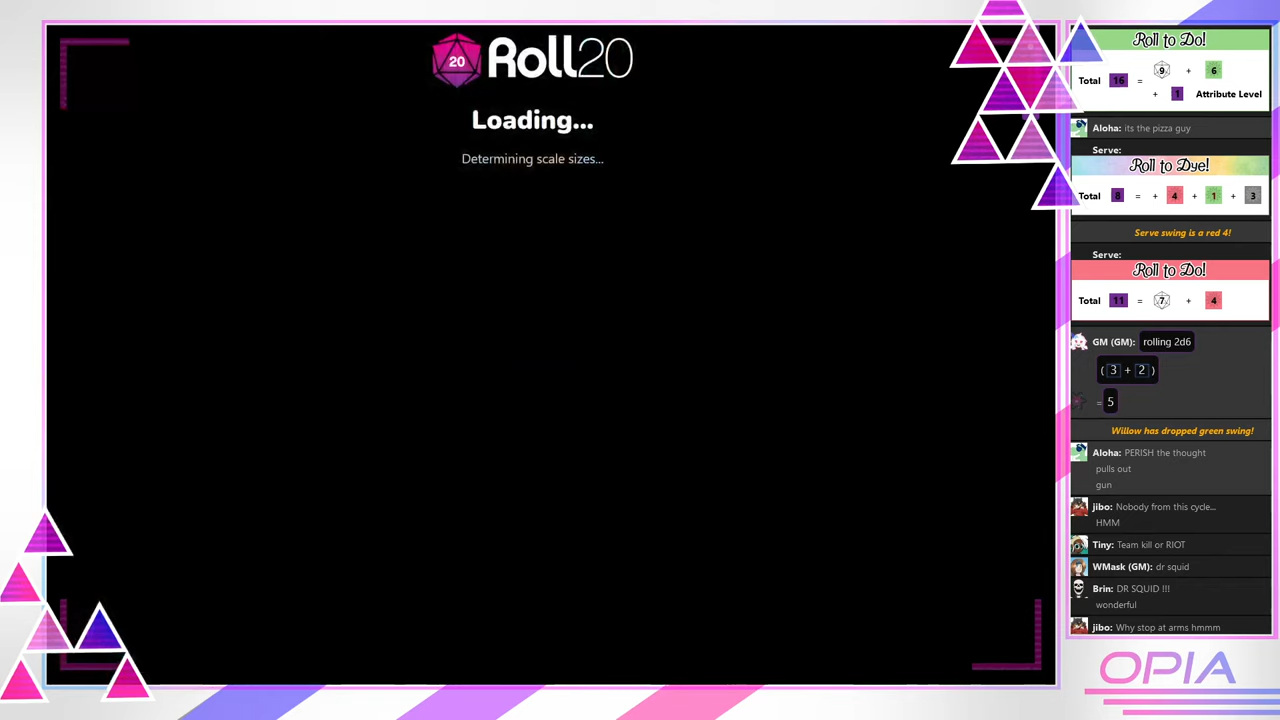 20 Roll20
Loading...
Determining scale sizes...
Roll to Do!
Total 16 = 9 + 6
+ 1 Attribute Level
Aloha: its the pizza guy
Serve:
Roll to Dye!
Total 8 = + 4 + 1 + 3
Serve swing is a red 4!
Serve:
Roll to Do!
Total 11 = 7 + 4
GM (GM): rolling 2d6
( 3 + 2 )
= 5
Willow has dropped green swing!
Aloha: PERISH the thought
pulls out
gun
jibo: Nobody from this cycle...
HMM
Tiny: Team kill or RIOT
WMask (GM): dr squid
Brin: DR SQUID !!!
wonderful
jibo: Why stop at arms hmmm
OPIA